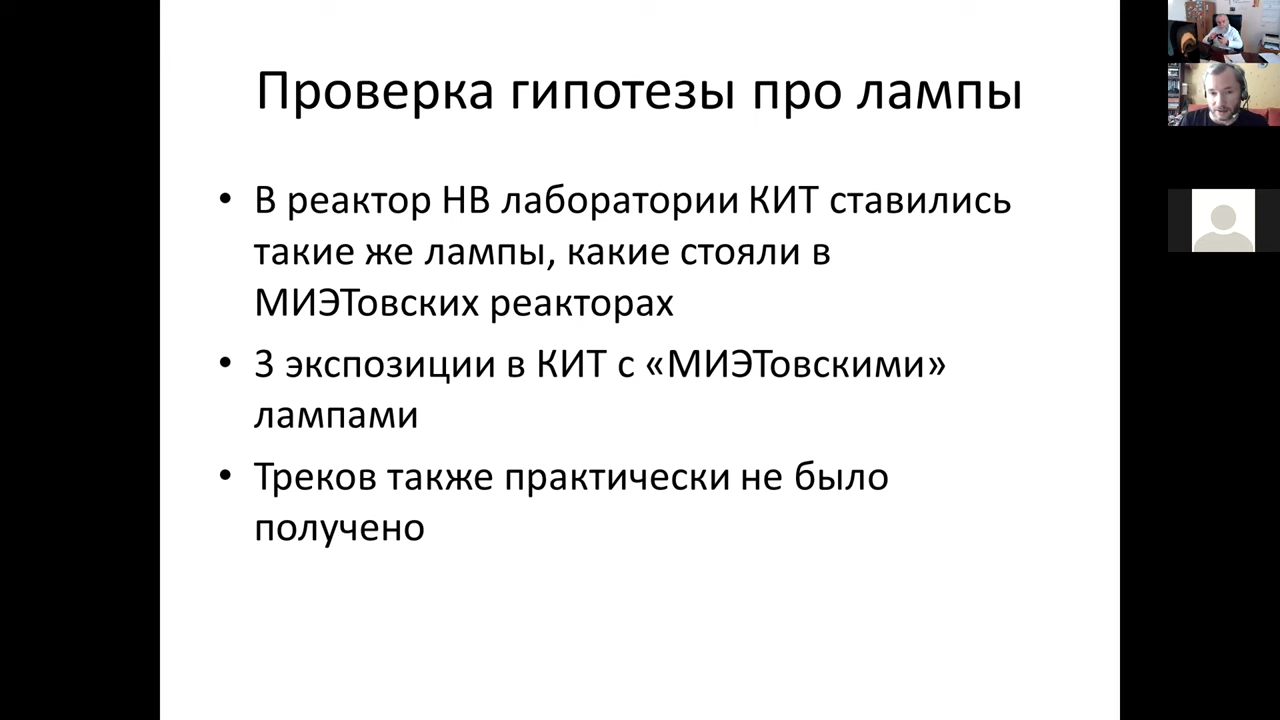 Проверка гипотезы про лампы
• В реактор НВ лаборатории КИТ ставились
такие же лампы, какие стояли в
МИЭТовских реакторах
• 3 экспозиции в КИТ с «МИЭТовскими»
лампами
• Треков также практически не было
получено